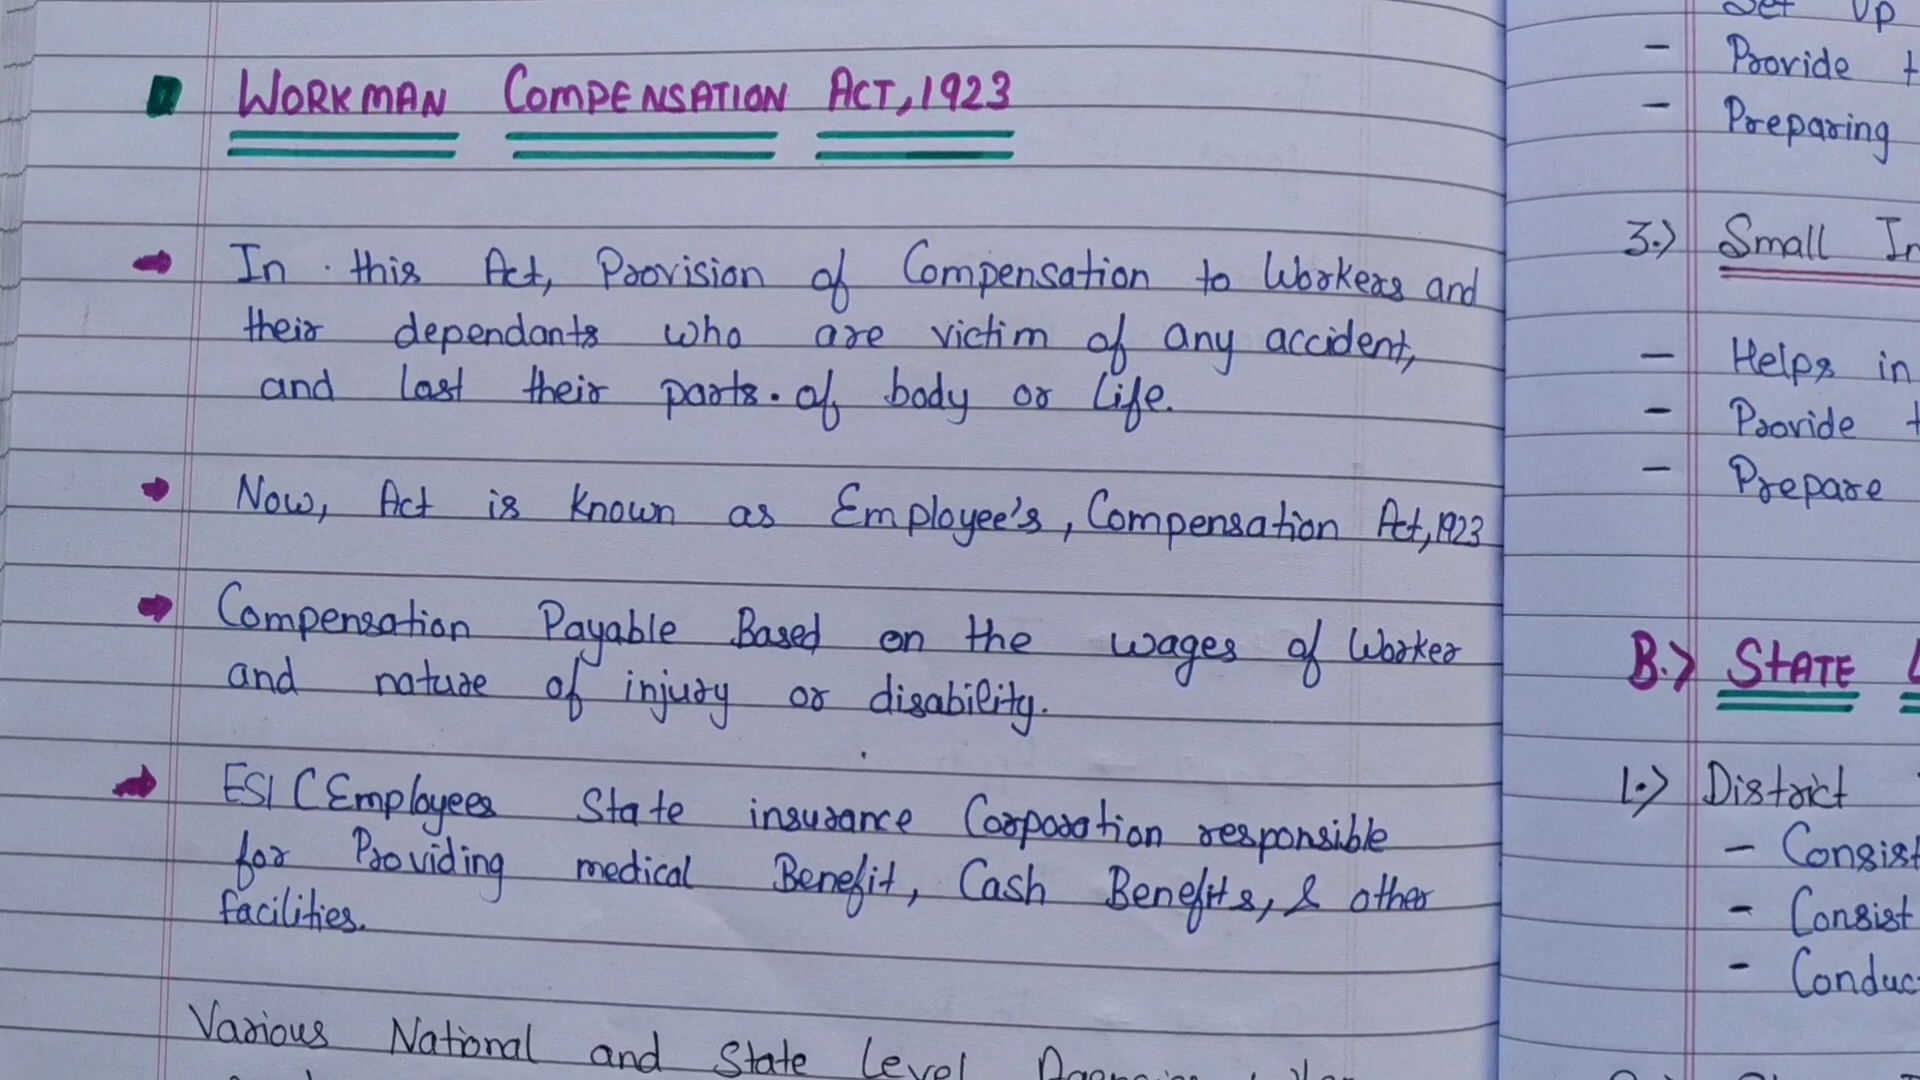 WORKMAN COMPENSATION ACT, 1923
In this Act, Provision of Compensation to Workers and
their dependants who are victim of any accident,
and lost their parts of body or life.
Now, Act is known as Employee's, Compensation Act, 1923
Compensation Payable Based on the wages of Worker
and nature of injury or disability.
ESI C Employees State insurance Corporation responsible
for Providing medical Benefit, Cash Benefits, & other
facilities.
Various National and State Level
Set Up
- Provide
- Preparing
3.) Small
- Helps in
- Provide
- Prepare
B.) STATE
1.) District
- Consist
- Consist
-